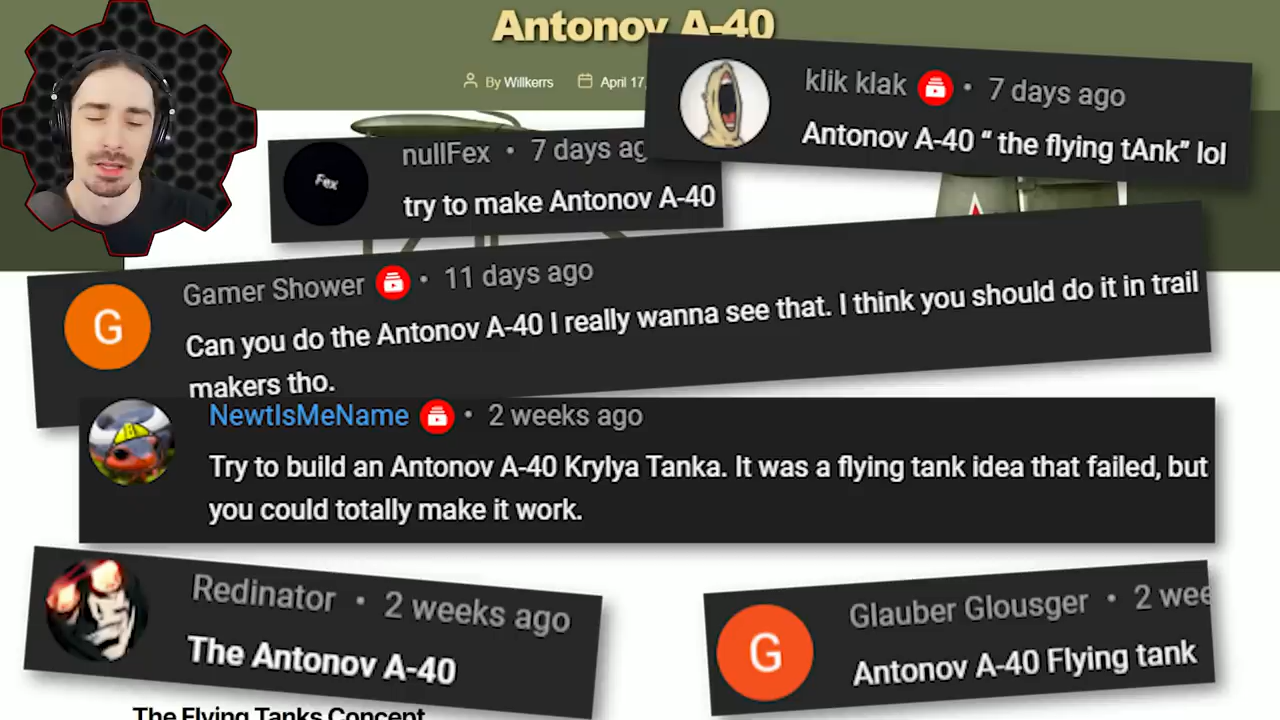 Antonov A-40
By Willkerrs April 17,
klik klak • 7 days ago
Antonov A-40 “ the flying tAnk” lol
nullFex • 7 days ag
Fex
try to make Antonov A-40
Gamer Shower • 11 days ago
G
Can you do the Antonov A-40 I really wanna see that. I think you should do it in trail
makers tho.
NewtIsMeName • 2 weeks ago
Try to build an Antonov A-40 Krylya Tanka. It was a flying tank idea that failed, but
you could totally make it work.
Redinator • 2 weeks ago
The Antonov A-40
Glauber Glousger • 2 wee
G
Antonov A-40 Flying tank
The Flying Tanks Concept